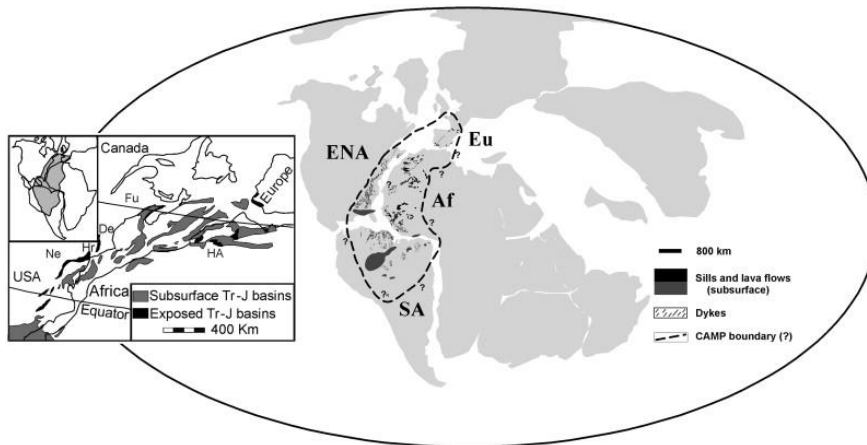 Canada
Europe
Fu
De
Hr
Ne
HA
USA
Africa
Equator
Subsurface Tr-J basins
Exposed Tr-J basins
400 Km
ENA
Eu
Af
SA
?
?
?
?
?
?
?
?
?
800 km
Sills and lava flows
(subsurface)
Dykes
CAMP boundary (?)